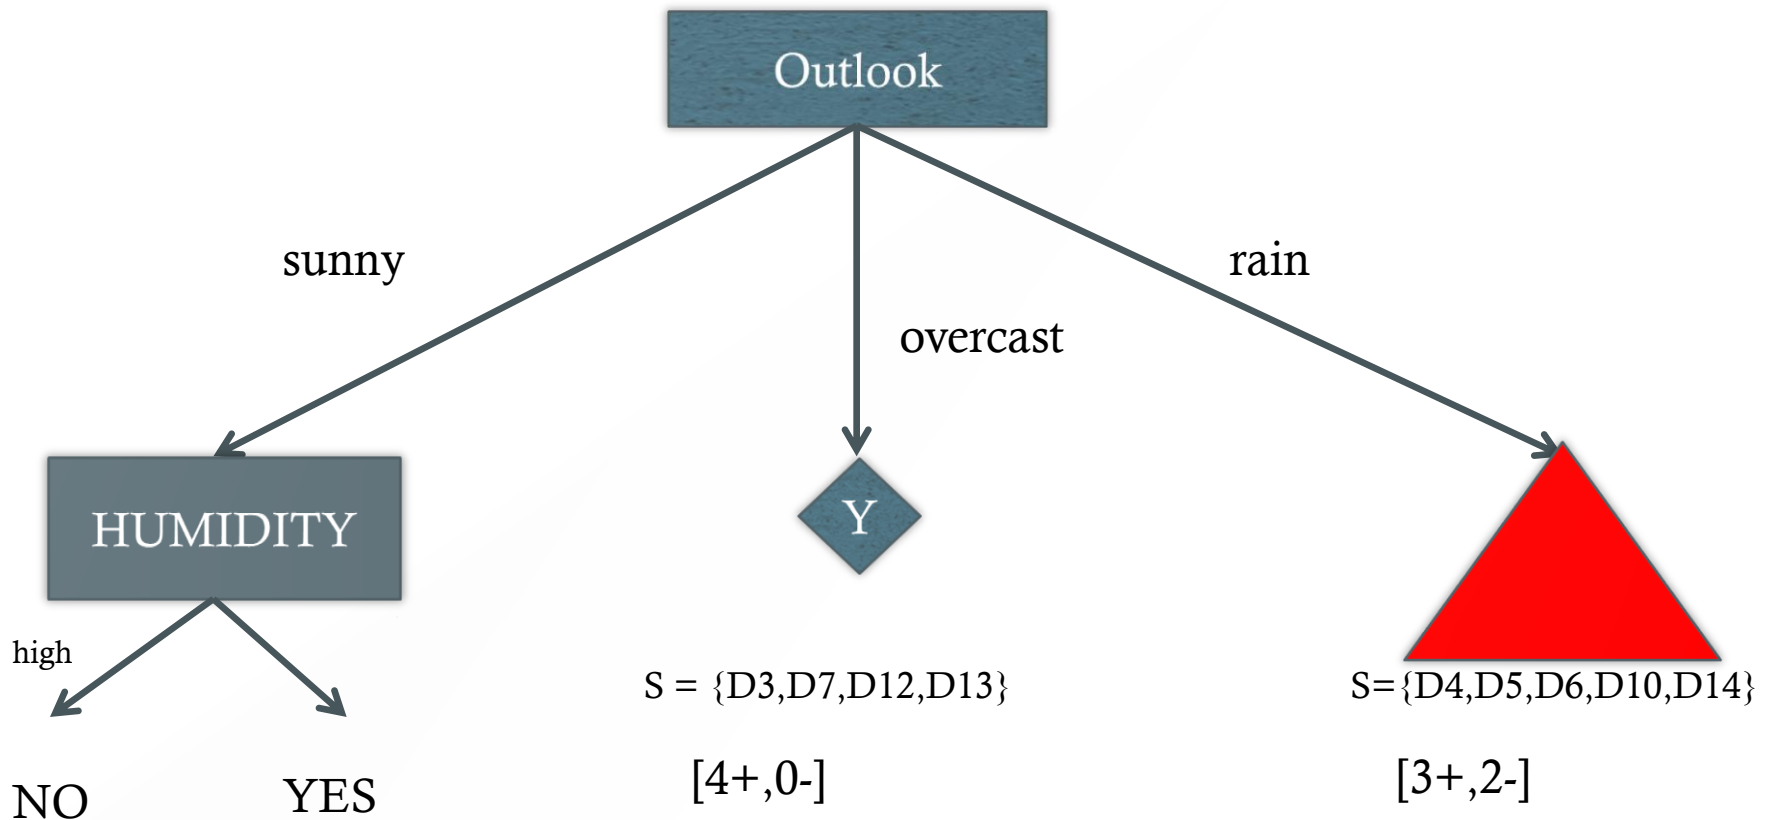 Outlook
sunny
rain
overcast
HUMIDITY
Y
high
S = {D3,D7,D12,D13}
S={D4,D5,D6,D10,D14}
NO
YES
[4+,0-]
[3+,2-]